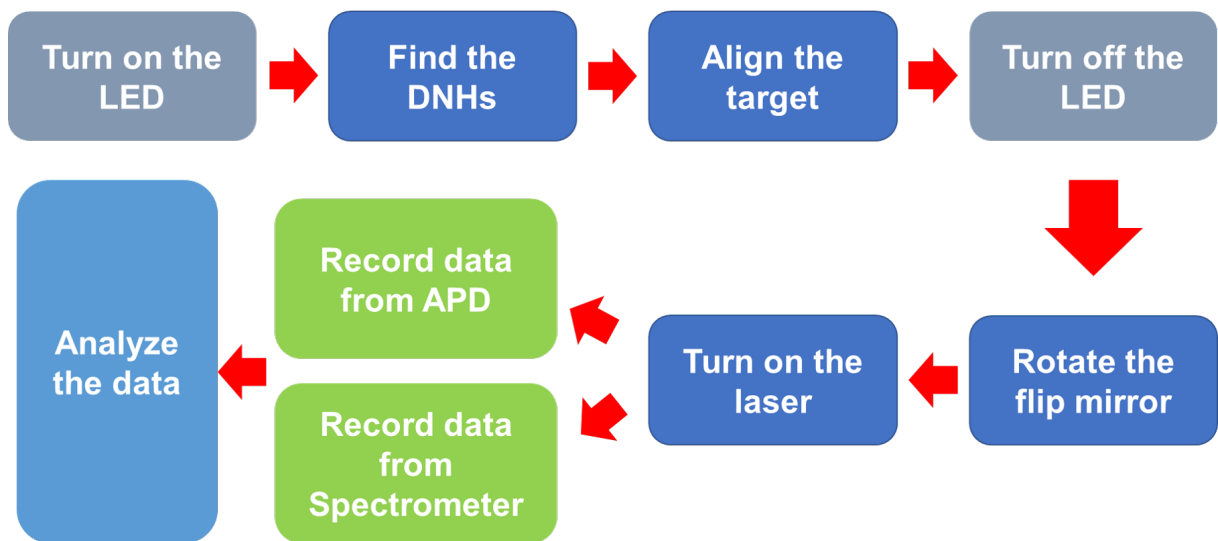 Turn on the
LED
Find the
DNHs
Align the
target
Turn off the
LED
Rotate the
flip mirror
Turn on the
laser
Record data
from APD
Record data
from
Spectrometer
Analyze
the data